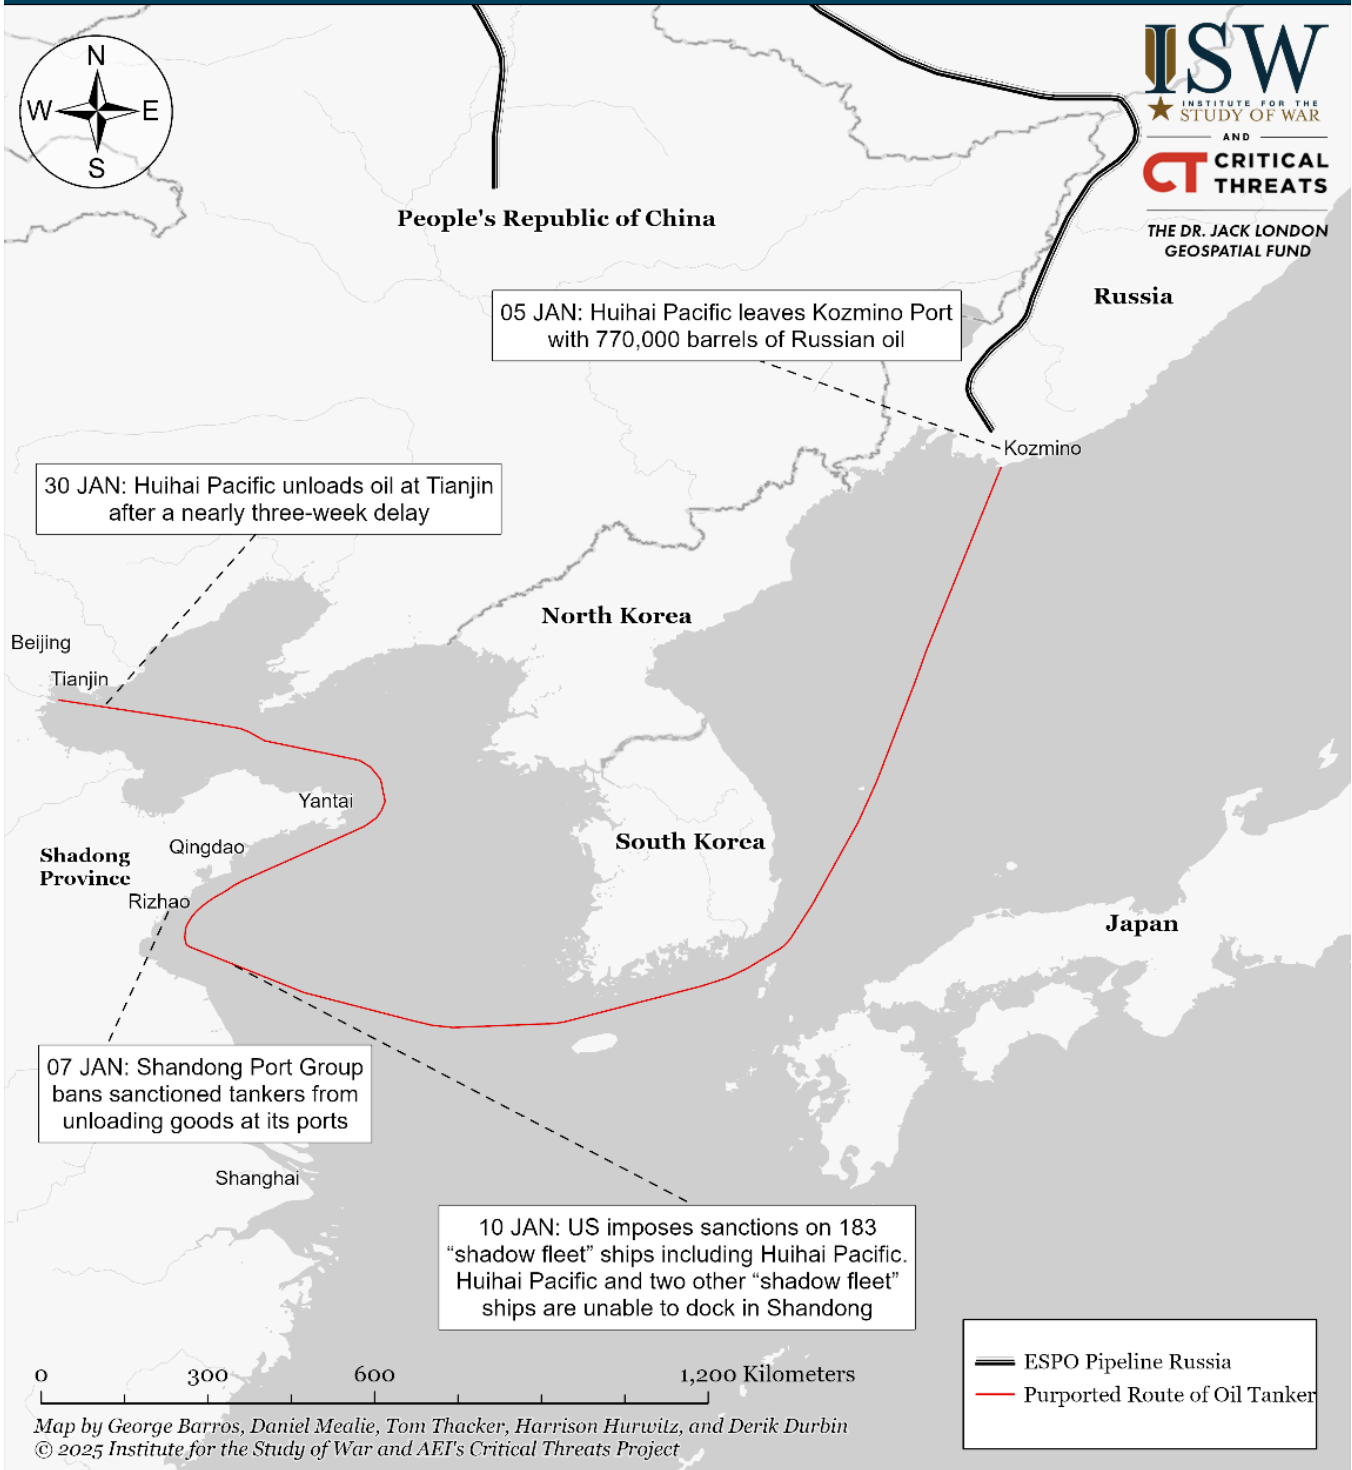 N
W E
S
ISW
INSTITUTE FOR THE
STUDY OF WAR
AND
CT CRITICAL
THREATS
THE DR. JACK LONDON
GEOSPATIAL FUND
People's Republic of China
Russia
05 JAN: Huihai Pacific leaves Kozmino Port
with 770,000 barrels of Russian oil
Kozmino
30 JAN: Huihai Pacific unloads oil at Tianjin
after a nearly three-week delay
North Korea
Beijing
Tianjin
Yantai
South Korea
Qingdao
Shadong
Province
Rizhao
Japan
07 JAN: Shandong Port Group
bans sanctioned tankers from
unloading goods at its ports
Shanghai
10 JAN: US imposes sanctions on 183
“shadow fleet” ships including Huihai Pacific.
Huihai Pacific and two other “shadow fleet”
ships are unable to dock in Shandong
0 300 600 1,200 Kilometers
ESPO Pipeline Russia
Purported Route of Oil Tanker
Map by George Barros, Daniel Mealie, Tom Thacker, Harrison Hurwitz, and Derik Durbin
© 2025 Institute for the Study of War and AEI's Critical Threats Project